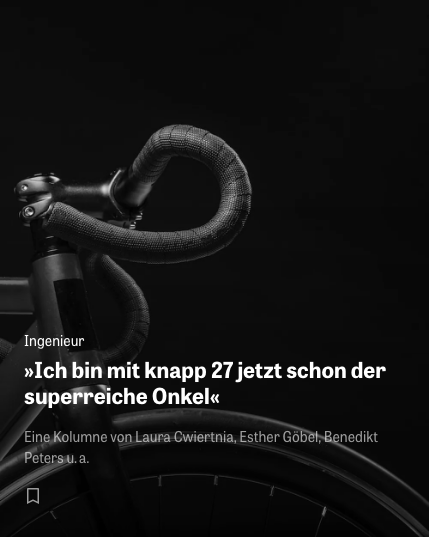 Ingenieur
»Ich bin mit knapp 27 jetzt schon der
superreiche Onkel«
Eine Kolumne von Laura Cwiertnia, Esther Göbel, Benedikt
Peters u. a.